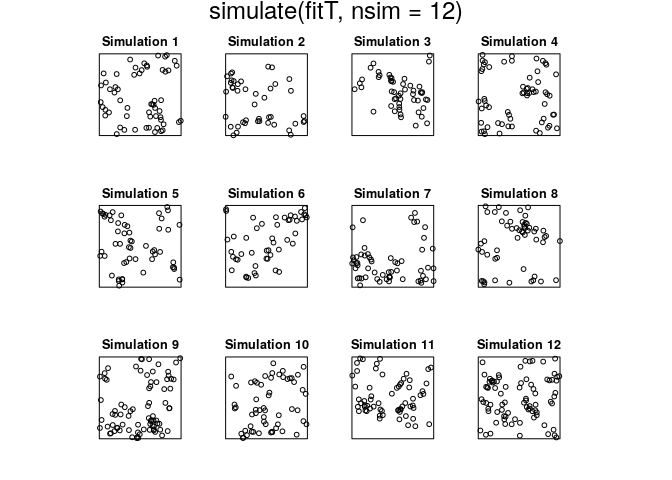 simulate(fitT, nsim = 12)
Simulation 1
Simulation 2
Simulation 3
Simulation 4
Simulation 5
Simulation 6
Simulation 7
Simulation 8
Simulation 9
Simulation 10
Simulation 11
Simulation 12